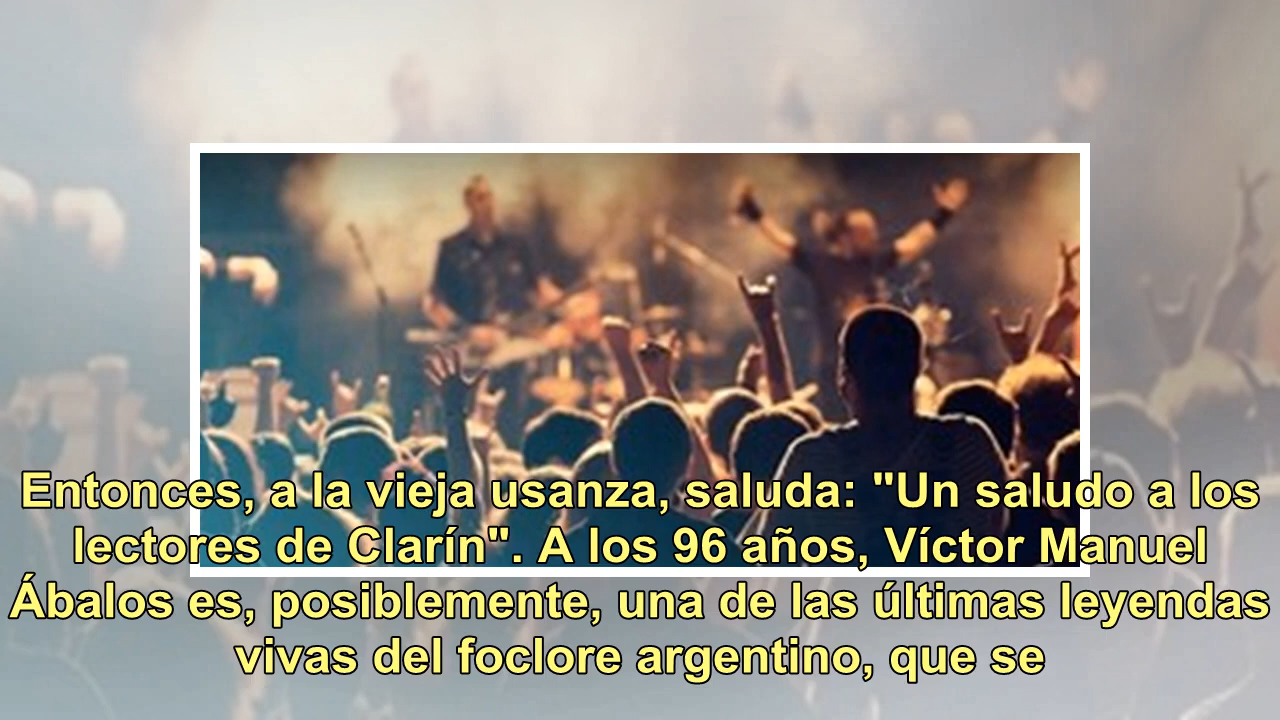 Entonces, a la vieja usanza, saluda: "Un saludo a los
lectores de Clarín". A los 96 años, Víctor Manuel
Ábalos es, posiblemente, una de las últimas leyendas
vivas del foclore argentino, que se